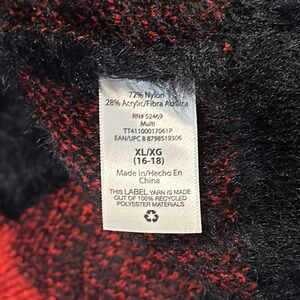 72% Nylon
28% Acrylic/Fibra Acrílica
RN# 52469
Multi
TT41100017061P
EAN/UPC 8 8798519306
XL/XG
(16-18)
Made in/Hecho En
China
THIS LABEL YARN IS MADE
OUT OF 100% RECYCLED
POLYESTER MATERIALS